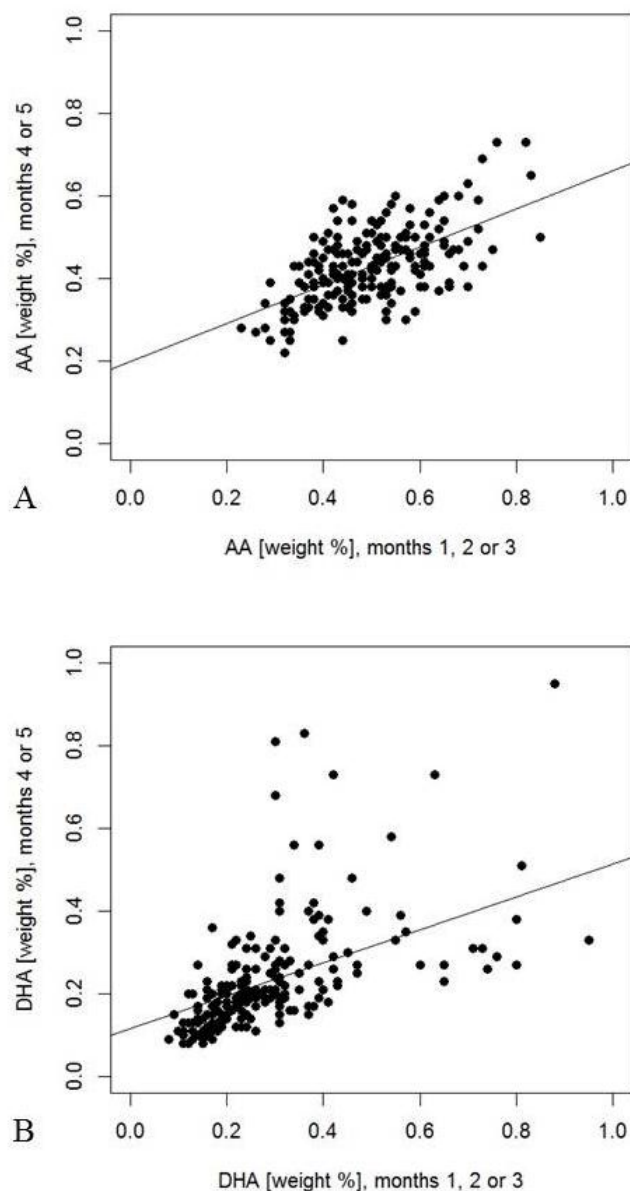 AA [weight %], months 4 or 5
1.0
0.8
0.6
0.4
0.2
0.0
0.0 0.2 0.4 0.6 0.8 1.0
A
AA [weight %], months 1, 2 or 3
DHA [weight %], months 4 or 5
1.0
0.8
0.6
0.4
0.2
0.0
0.0 0.2 0.4 0.6 0.8 1.0
B
DHA [weight %], months 1, 2 or 3